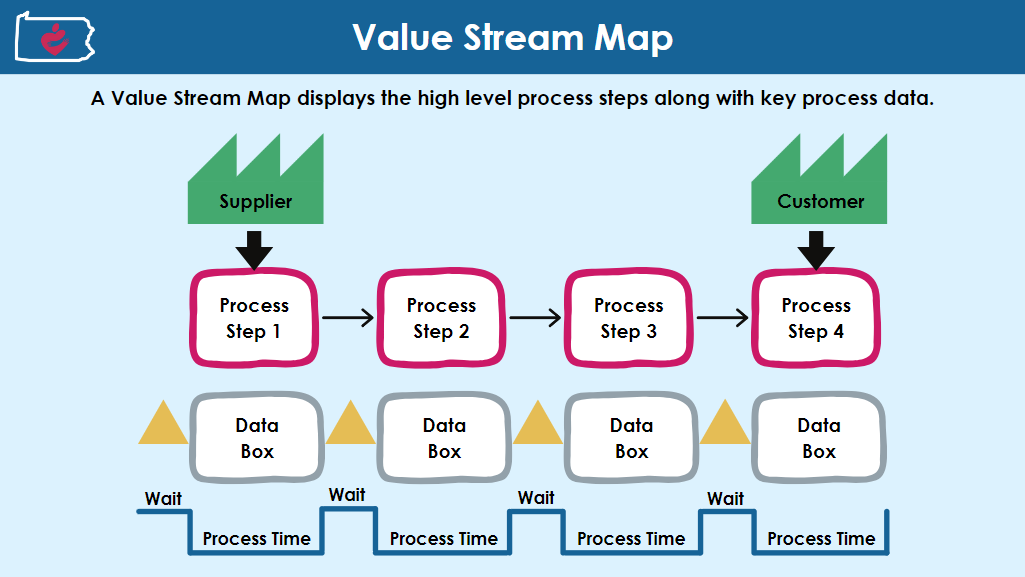 Value Stream Map
A Value Stream Map displays the high level process steps along with key process data.
Supplier
Customer
Process
Step 1
Process
Step 2
Process
Step 3
Process
Step 4
Data
Box
Data
Box
Data
Box
Data
Box
Wait
Wait
Wait
Wait
Process Time
Process Time
Process Time
Process Time